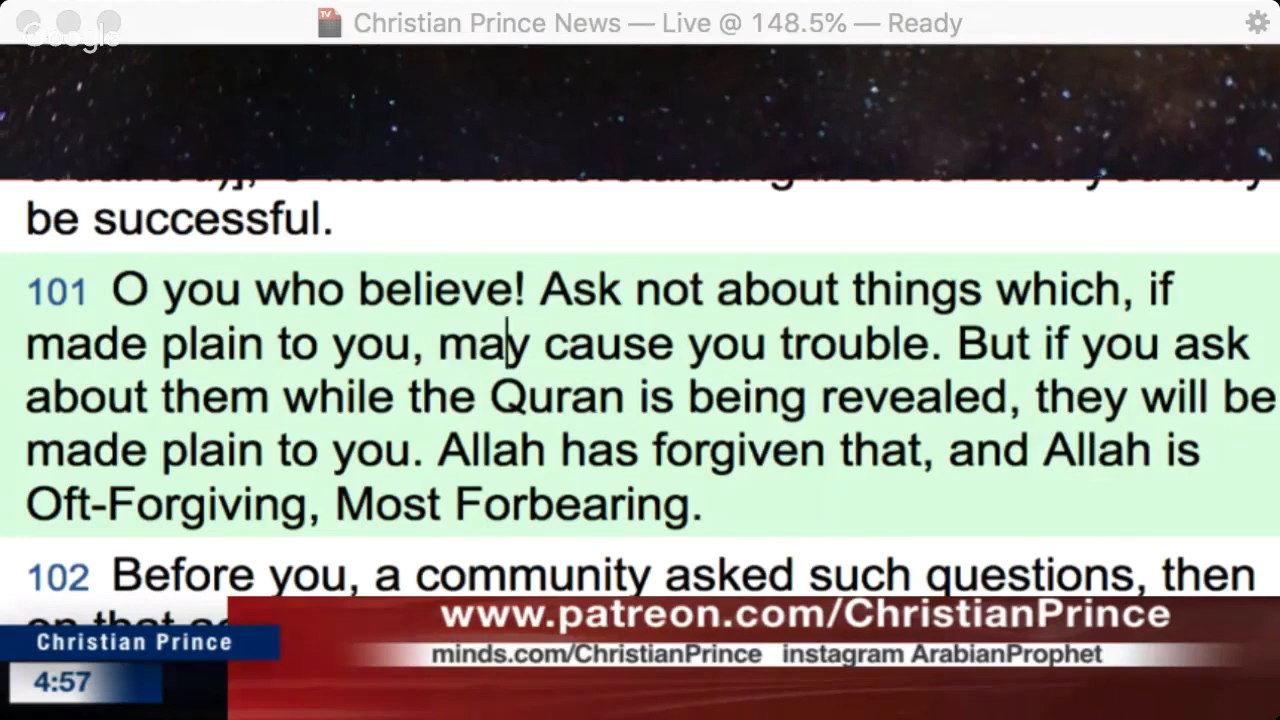 Christian Prince News — Live @ 148.5% — Ready
Google
be successful.
101 O you who believe! Ask not about things which, if
made plain to you, may cause you trouble. But if you ask
about them while the Quran is being revealed, they will be
made plain to you. Allah has forgiven that, and Allah is
Oft-Forgiving, Most Forbearing.
102 Before you, a community asked such questions, then
www.patreon.com/ChristianPrince
Christian Prince
minds.com/ChristianPrince instagram ArabianProphet
4:57